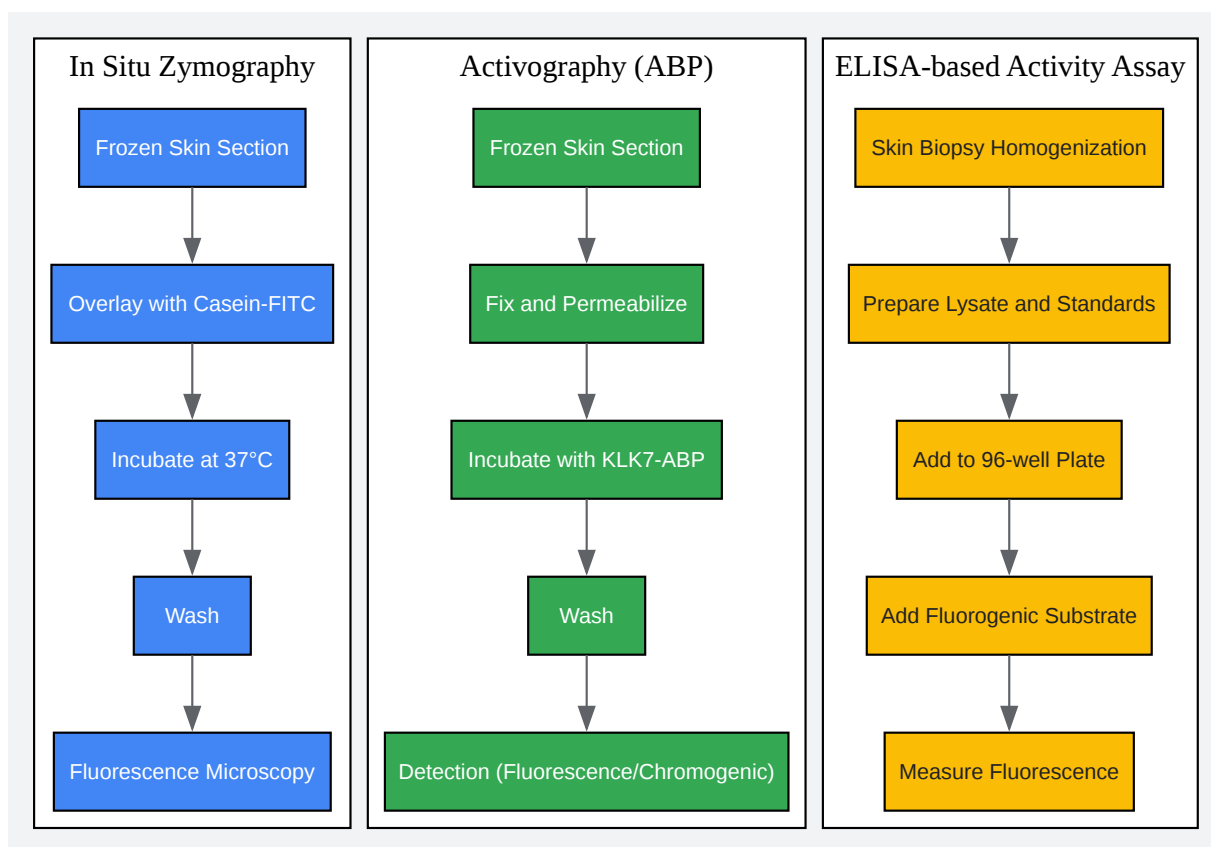 In Situ Zymography
Frozen Skin Section
Overlay with Casein-FITC
Incubate at 37°C
Wash
Fluorescence Microscopy
Activography (ABP)
Frozen Skin Section
Fix and Permeabilize
Incubate with KLK7-ABP
Wash
Detection (Fluorescence/Chromogenic)
ELISA-based Activity Assay
Skin Biopsy Homogenization
Prepare Lysate and Standards
Add to 96-well Plate
Add Fluorogenic Substrate
Measure Fluorescence